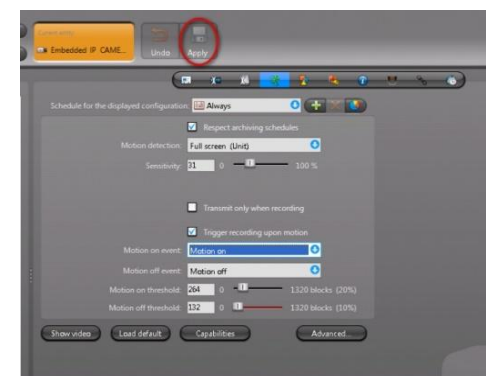 Embedded IP CAME...
Undo
Apply
Schedule for the displayed configuration: Always
Respect archiving schedules
Motion detection: Full screen (Unit)
Sensitivity: 31 0 100 %
Transmit only when recording
Trigger recording upon motion
Motion on event: Motion on
Motion off event: Motion off
Motion on threshold: 264 0 1320 blocks (20%)
Motion off threshold: 132 0 1320 blocks (10%)
Show video Load default Capabilities Advanced...